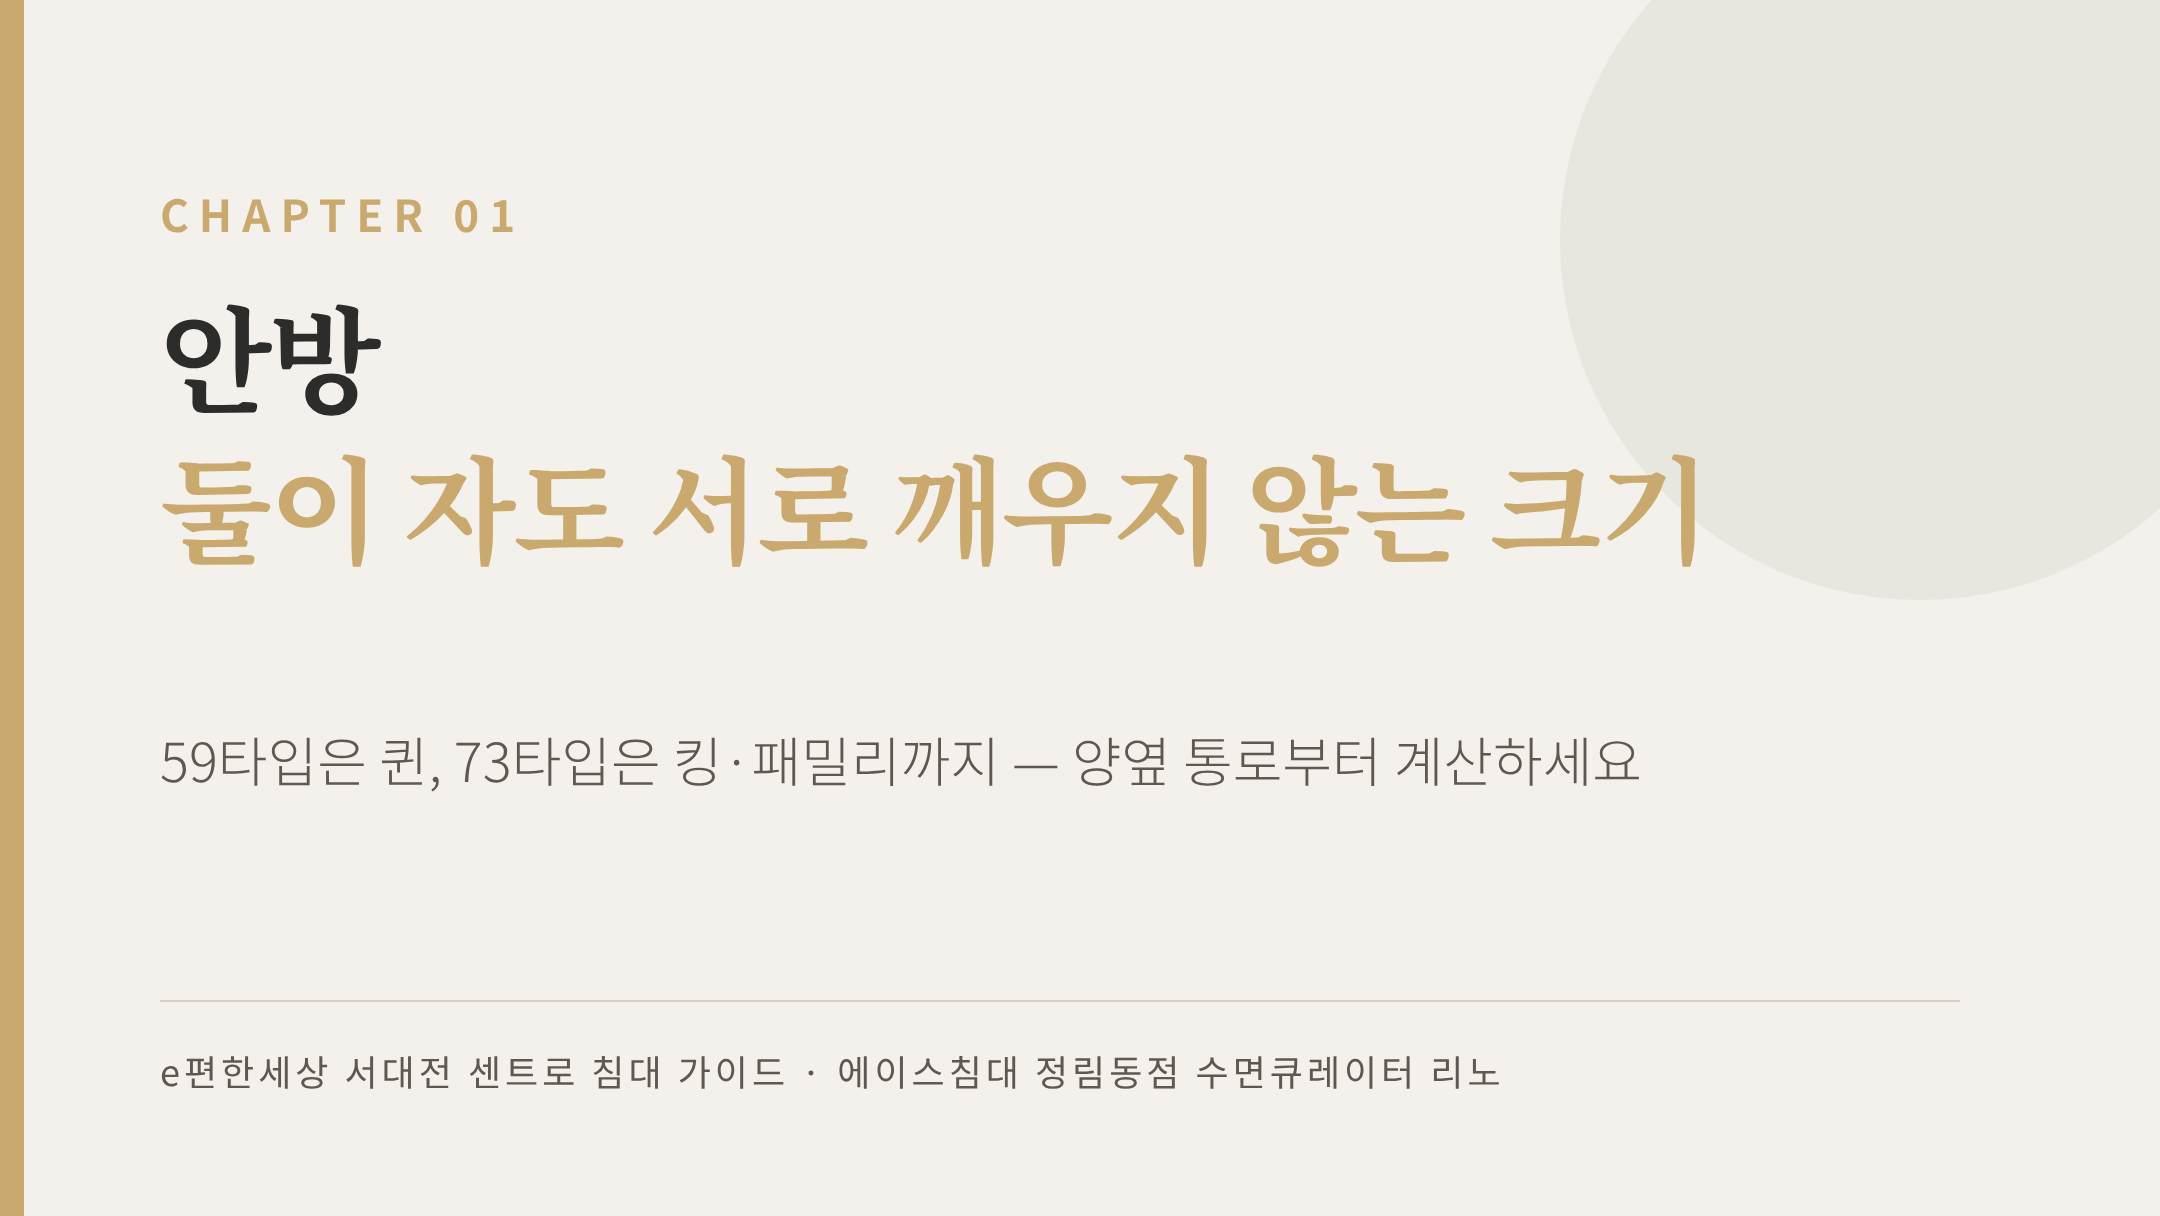 CHAPTER 01
안방
둘이 자도 서로 깨우지 않는 크기
59타입은 퀸, 73타입은 킹·패밀리까지 — 양옆 통로부터 계산하세요
e편한세상 서대전 센트로 침대 가이드 · 에이스침대 정림동점 수면큐레이터 리노